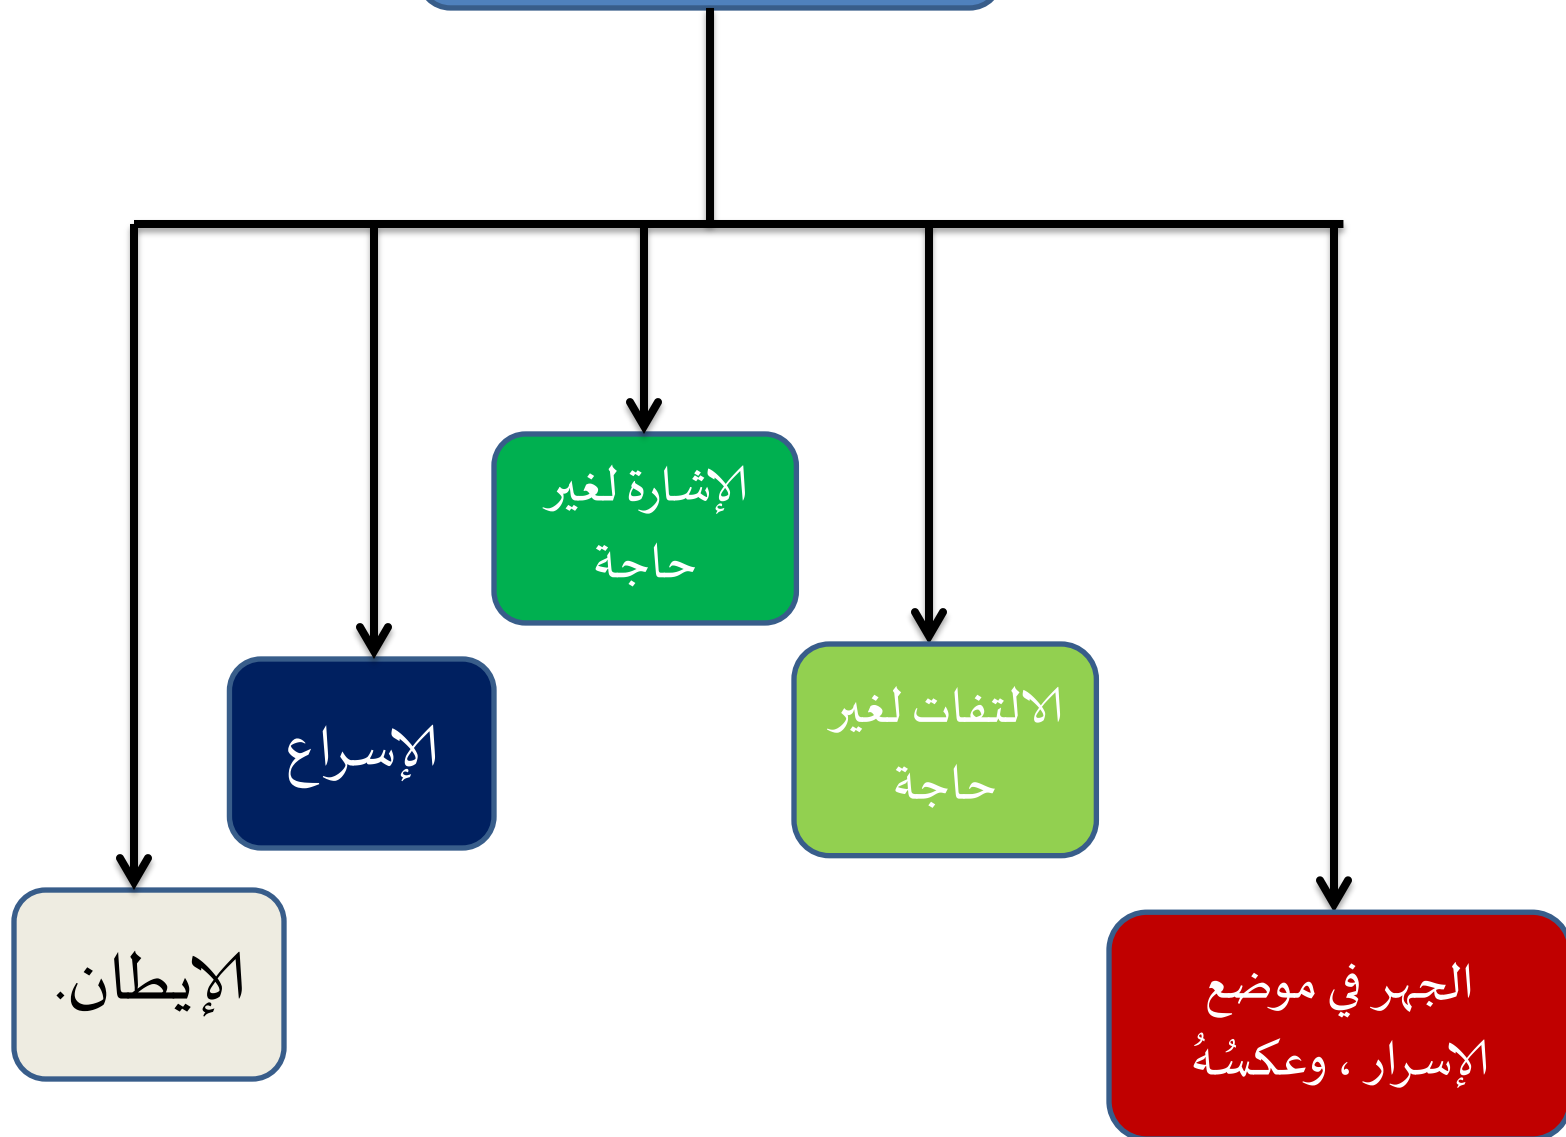 الإشارة لغير
حاجة
الالتفات لغير
حاجة
الإسراع
الجهر في موضع
الإسرار ، وعكسُهُ
الإيطان.